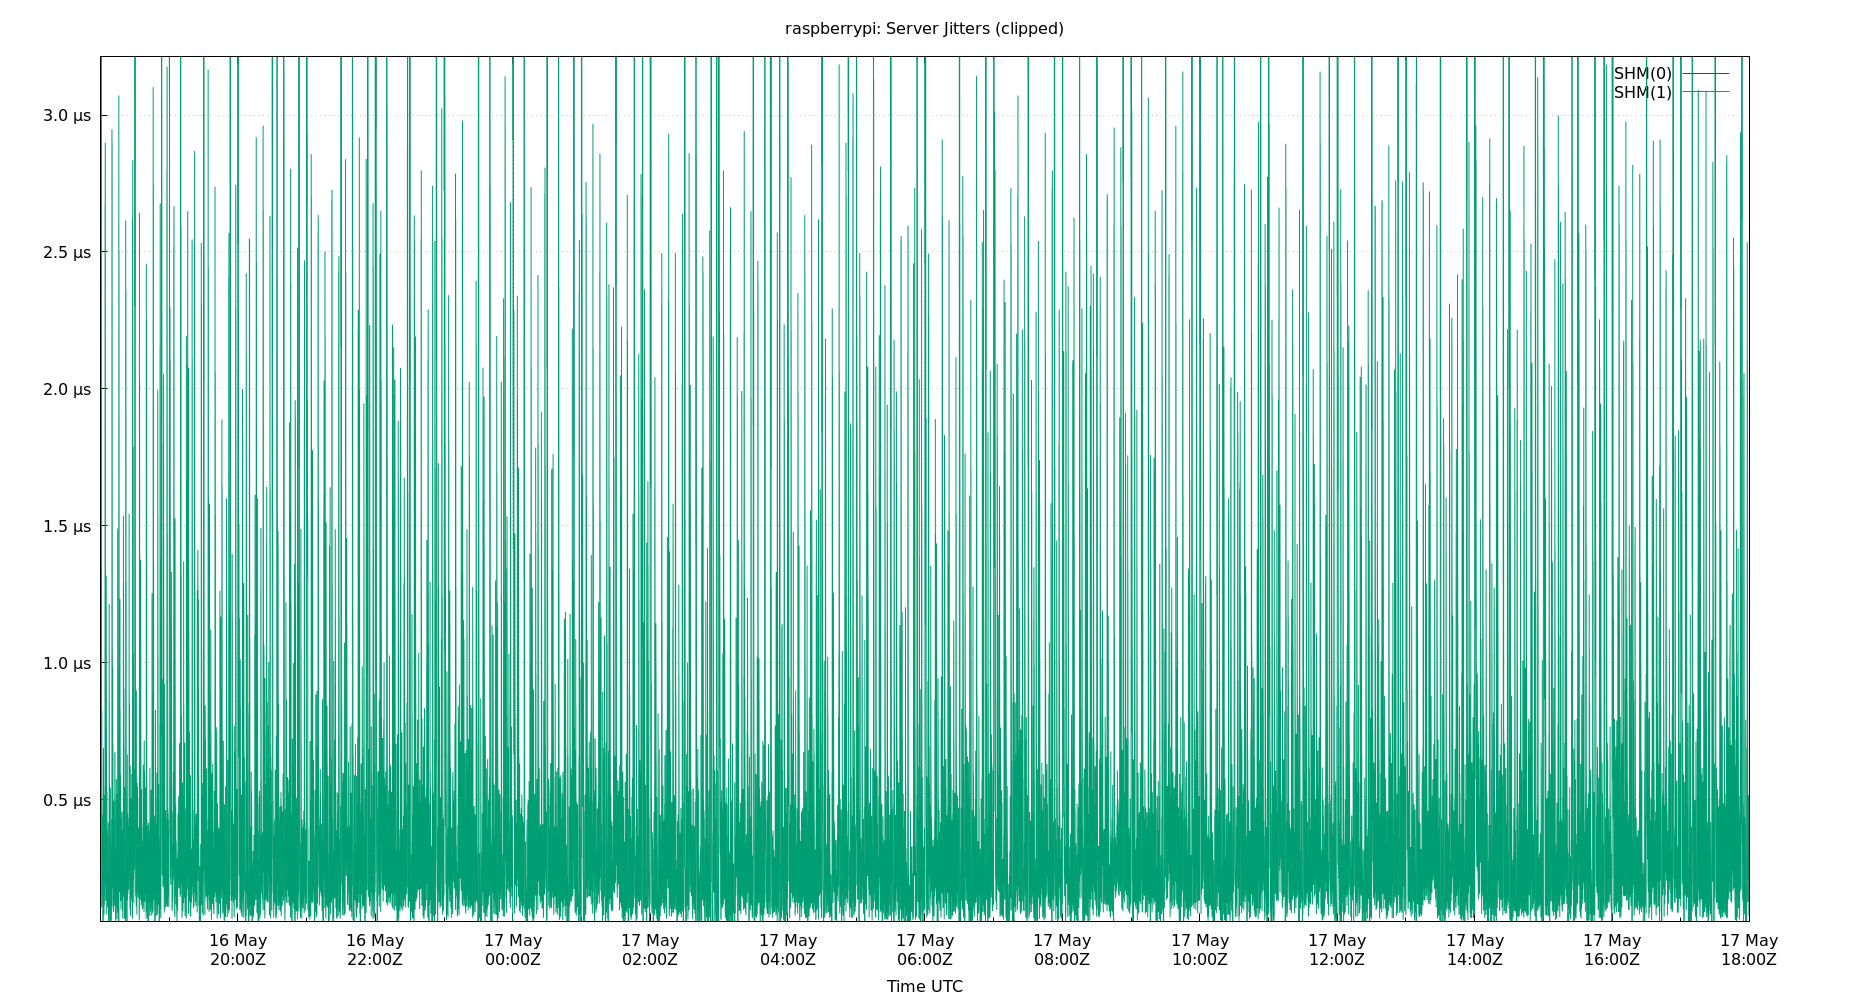 raspberrypi: Server Jitters (clipped)
SHM(0)
SHM(1)
3.0 μs
2.5 μs
2.0 μs
1.5 μs
1.0 μs
0.5 μs
16 May 16 May 17 May 17 May 17 May 17 May 17 May 17 May 17 May 17 May 17 May 17 May
20:00Z 22:00Z 00:00Z 02:00Z 04:00Z 06:00Z 08:00Z 10:00Z 12:00Z 14:00Z 16:00Z 18:00Z
Time UTC